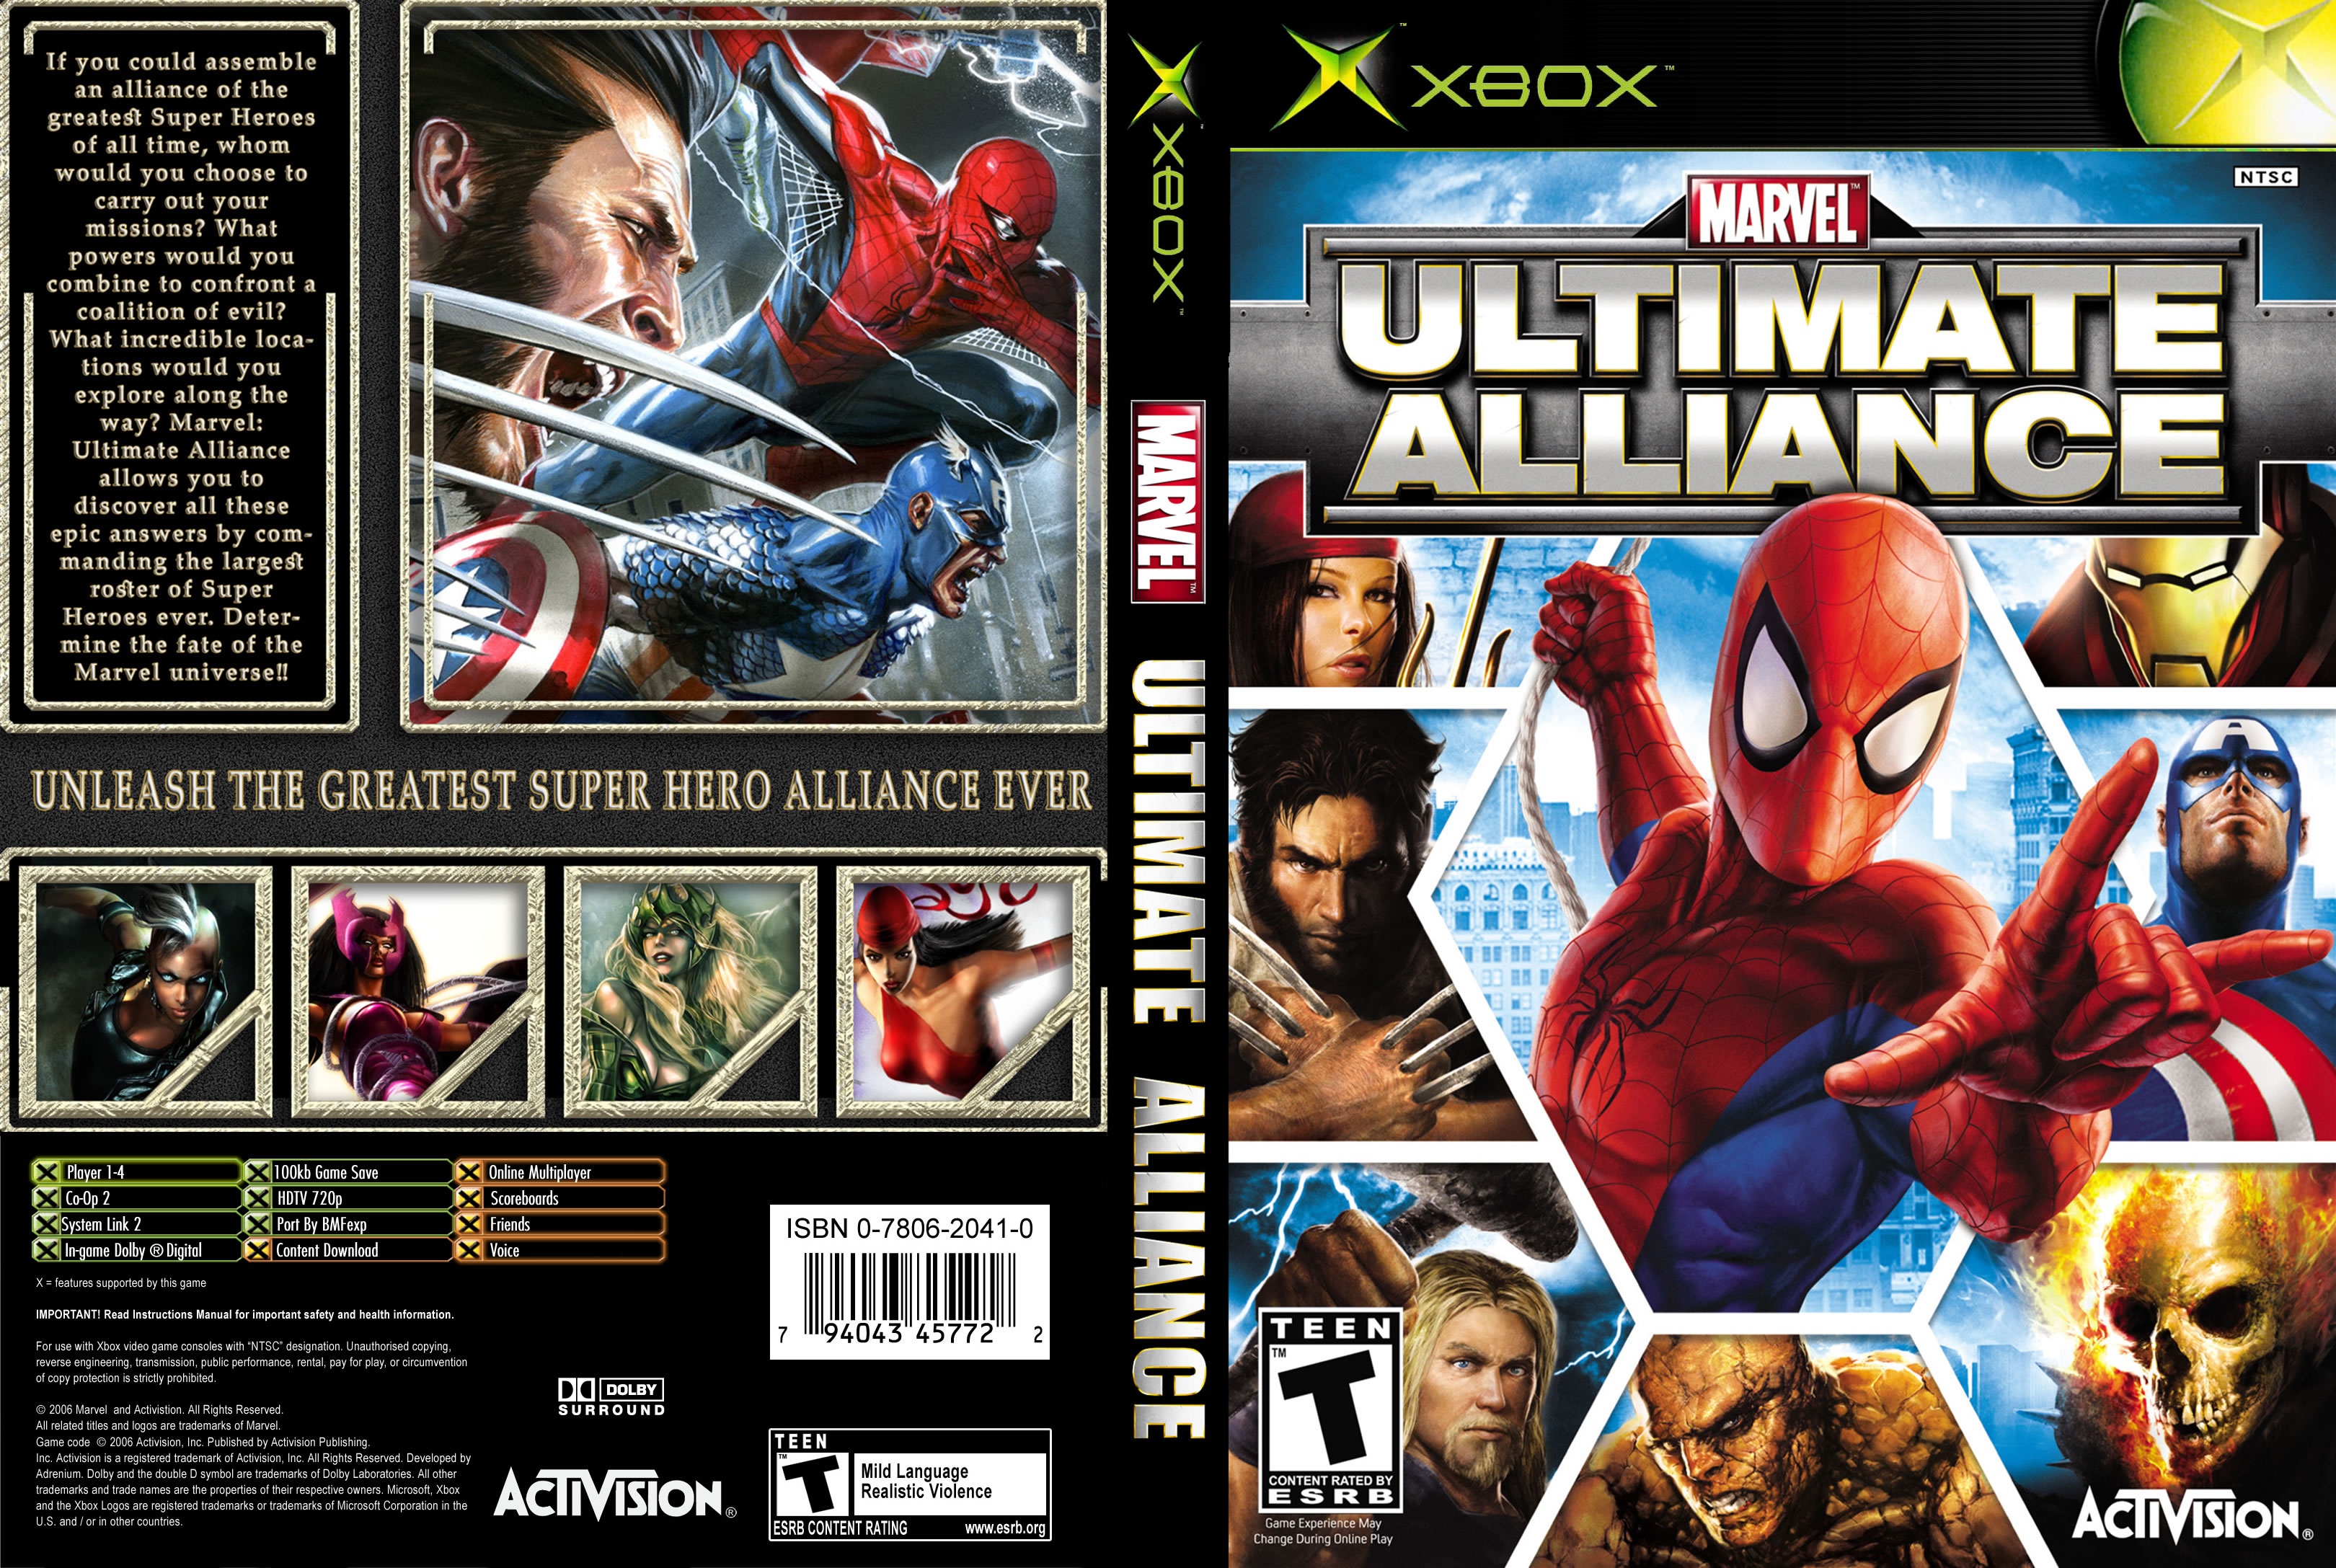 If you could assemble
an alliance of the
greatest Super Heroes
of all time, whom
would you choose to
carry out your
missions? What
powers would you
combine to confront a
coalition of evil?
What incredible loca-
tions would you
explore along the
way? Marvel:
Ultimate Alliance
allows you to
discover all these
epic answers by com-
manding the largest
roster of Super
Heroes ever. Deter-
mine the fate of the
Marvel universe!!
UNLEASH THE GREATEST SUPER HERO ALLIANCE EVER
Player 1-4
100kb Game Save
Online Multiplayer
Co-Op 2
HDTV 720p
Scoreboards
System Link 2
Port By BMFexp
Friends
In-game Dolby ® Digital
Content Download
Voice
X = features supported by this game
IMPORTANT! Read Instructions Manual for important safety and health information.
For use with Xbox video game consoles with “NTSC” designation. Unauthorised copying,
reverse engineering, transmission, public performance, rental, pay for play, or circumvention
of copy protection is strictly prohibited.
© 2006 Marvel and Activistion. All Rights Reserved.
All related titles and logos are trademarks of Marvel.
Game code © 2006 Activision, Inc. Published by Activision Publishing.
Inc. Activision is a registered trademark of Activision, Inc. All Rights Reserved. Developed by
Adrenium. Dolby and the double D symbol are trademarks of Dolby Laboratories. All other
trademarks and trade names are the properties of their respective owners. Microsoft, Xbox
and the Xbox Logos are registered trademarks or trademarks of Microsoft Corporation in the
U.S. and / or in other countries.
DOLBY
SURROUND
ACTIVISION®
ISBN 0-7806-2041-0
7 94043 45772 2
TEEN
T™
Mild Language
Realistic Violence
ESRB CONTENT RATING www.esrb.org
XBOX™
MARVEL™
ULTIMATE ALLIANCE
™
XBOX™
NTSC
MARVEL™
ULTIMATE
ALLIANCE
A
TEEN
T™
CONTENT RATED BY
ESRB
Game Experience May
Change During Online Play
ACTIVISION®